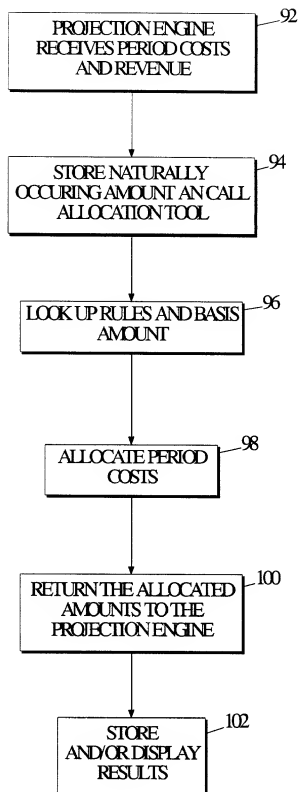 PROJECTION ENGINE
RECEIVES PERIOD COSTS
AND REVENUE
92
STORE NATURALLY
OCCURING AMOUNT AN CALL
ALLOCATION TOOL
94
LOOK UP RULES AND BASIS
AMOUNT
96
ALLOCATE PERIOD
COSTS
98
RETURN THE ALLOCATED
AMOUNTS TO THE
PROJECTION ENGINE
100
STORE
AND/OR DISPLAY
RESULTS
102